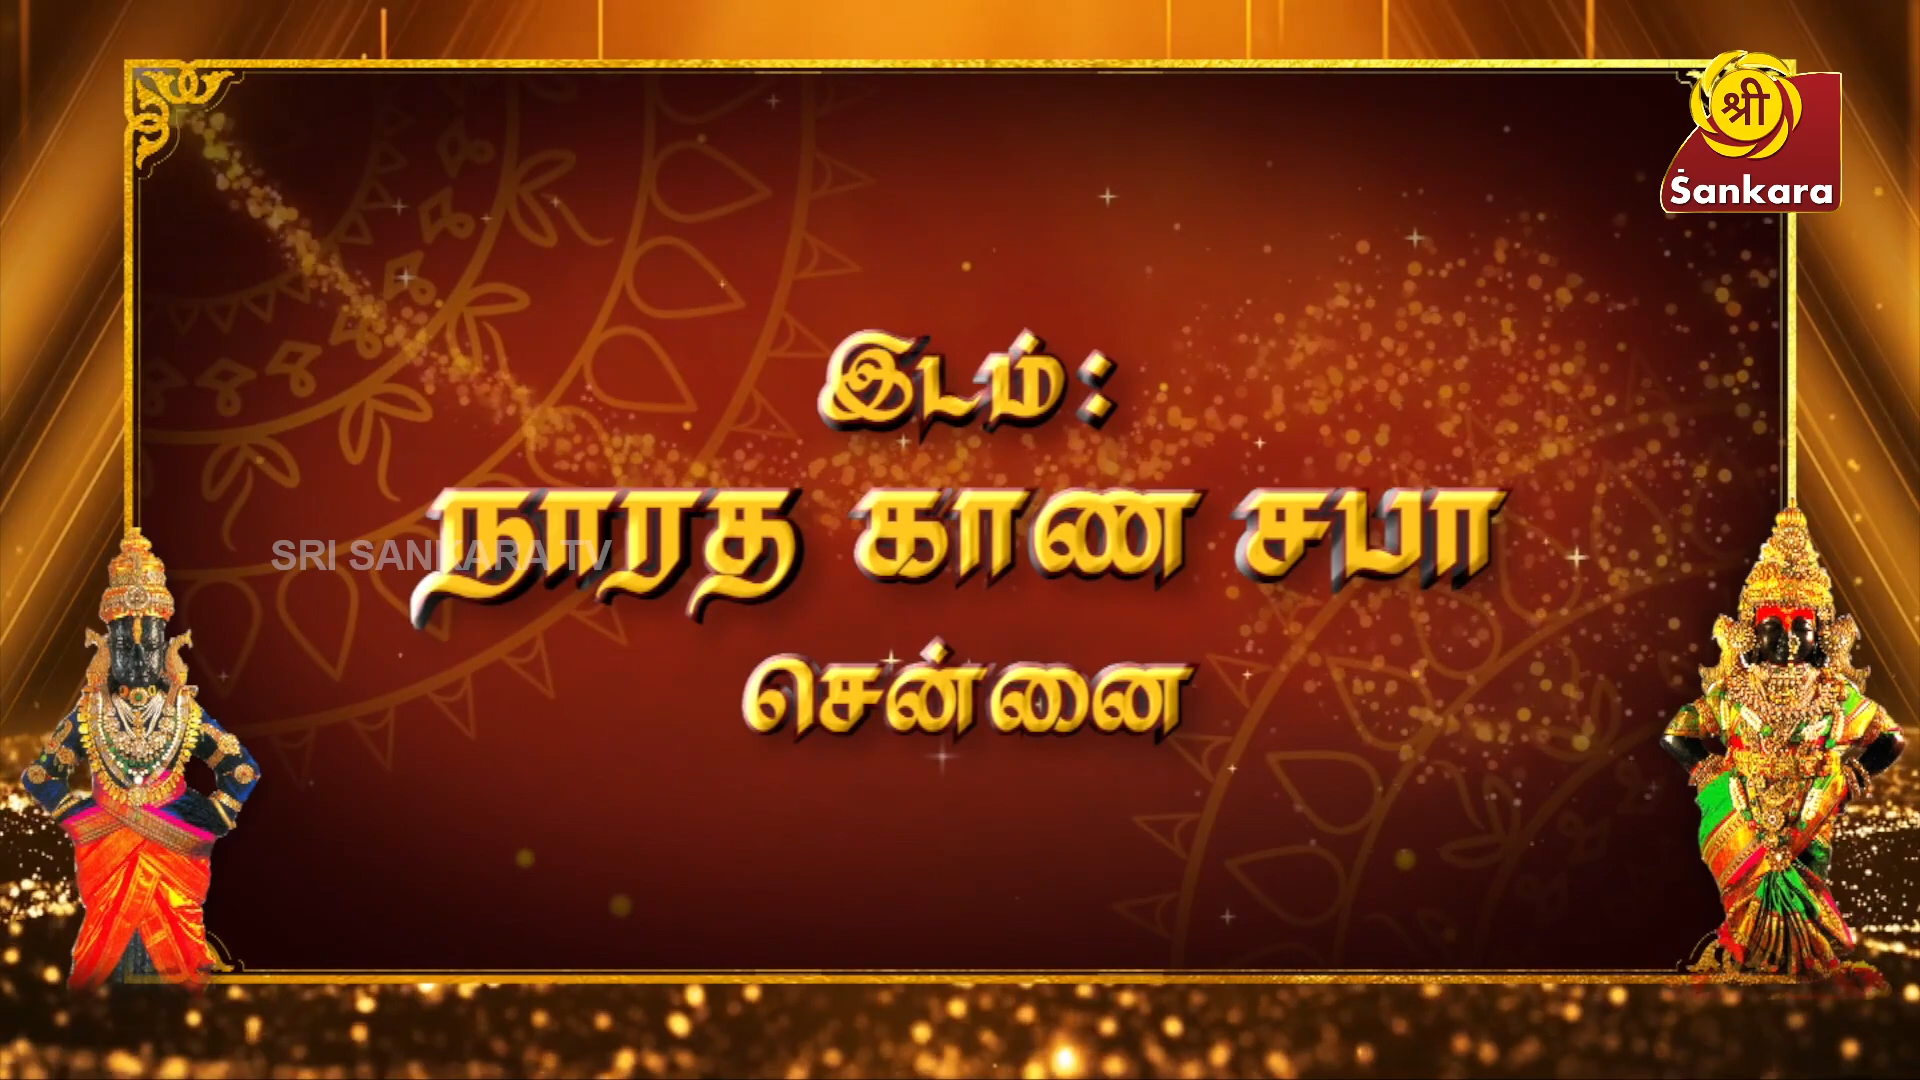 श्री
Sankara
இடம்:
நாரத காண சபா
SRI SANKARA TV
சென்னை